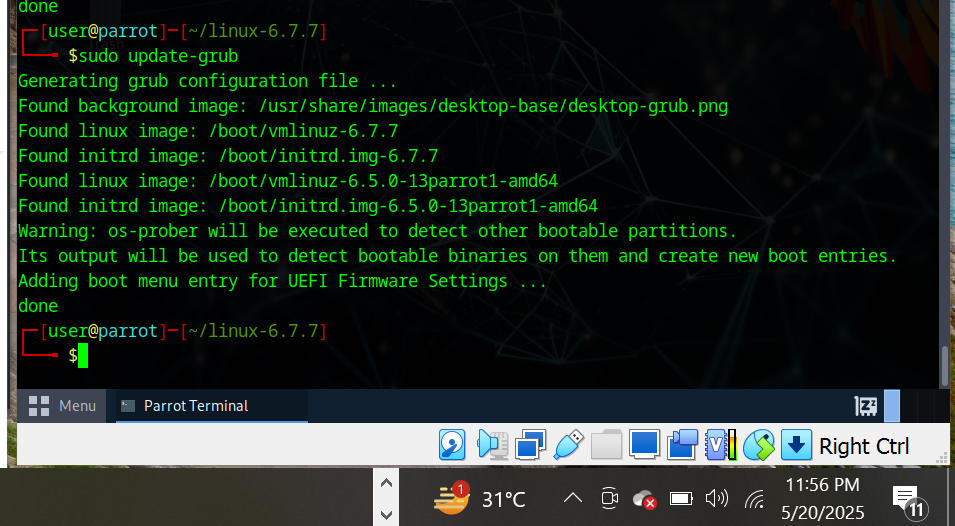 done
[user@parrot]-[~/linux-6.7.7]
$sudo update-grub
Generating grub configuration file ...
Found background image: /usr/share/images/desktop-base/desktop-grub.png
Found linux image: /boot/vmlinuz-6.7.7
Found initrd image: /boot/initrd.img-6.7.7
Found linux image: /boot/vmlinuz-6.5.0-13parrot1-amd64
Found initrd image: /boot/initrd.img-6.5.0-13parrot1-amd64
Warning: os-prober will be executed to detect other bootable partitions.
Its output will be used to detect bootable binaries on them and create new boot entries.
Adding boot menu entry for UEFI Firmware Settings ...
done
[user@parrot]-[~/linux-6.7.7]
$
Menu Parrot Terminal
Right Ctrl
1 31°C 11:56 PM
5/20/2025 11